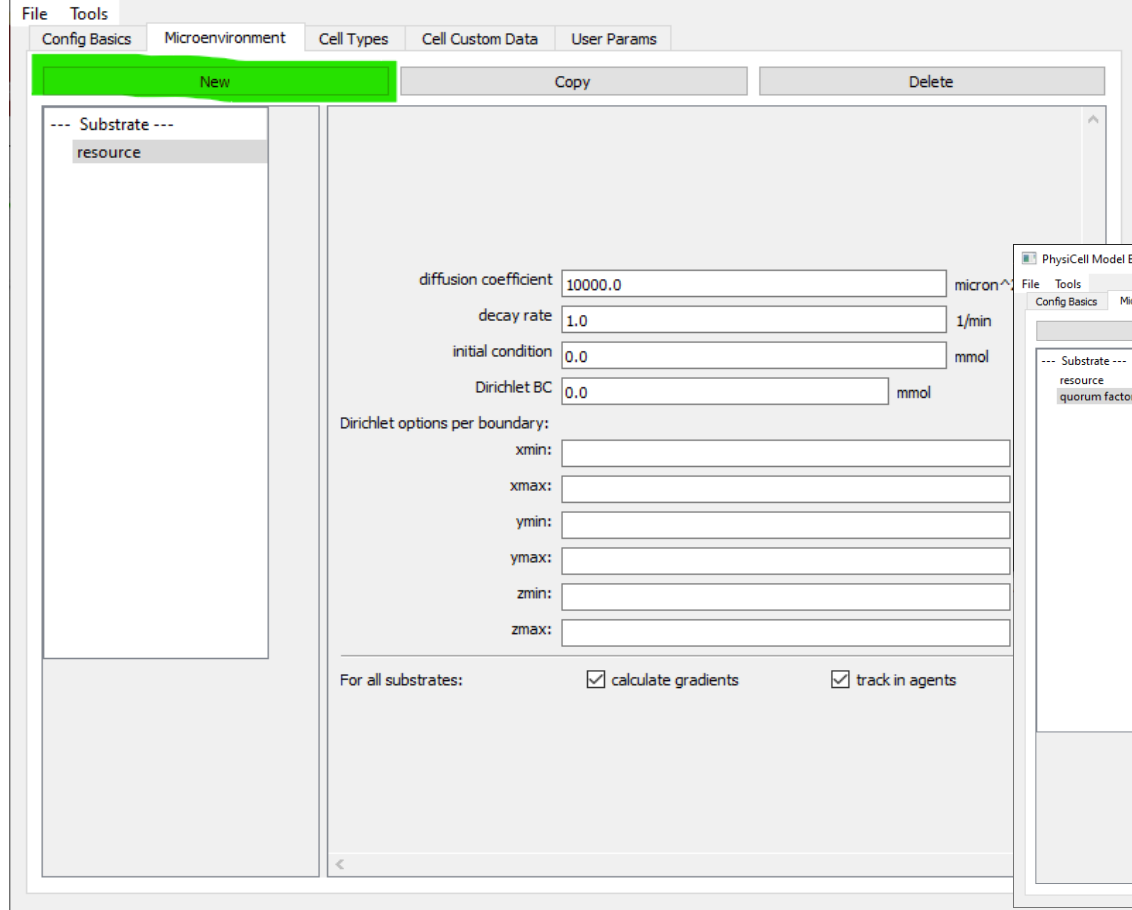 File Tools
Config Basics Microenvironment Cell Types Cell Custom Data User Params
New Copy Delete
--- Substrate ---
resource
diffusion coefficient 10000.0 micron^
decay rate 1.0 1/min
initial condition 0.0 mmol
Dirichlet BC 0.0 mmol
Dirichlet options per boundary:
xmin:
xmax:
ymin:
ymax:
zmin:
zmax:
For all substrates: calculate gradients track in agents
PhysiCell Model
File Tools
Config Basics
--- Substrate ---
resource
quorum factor